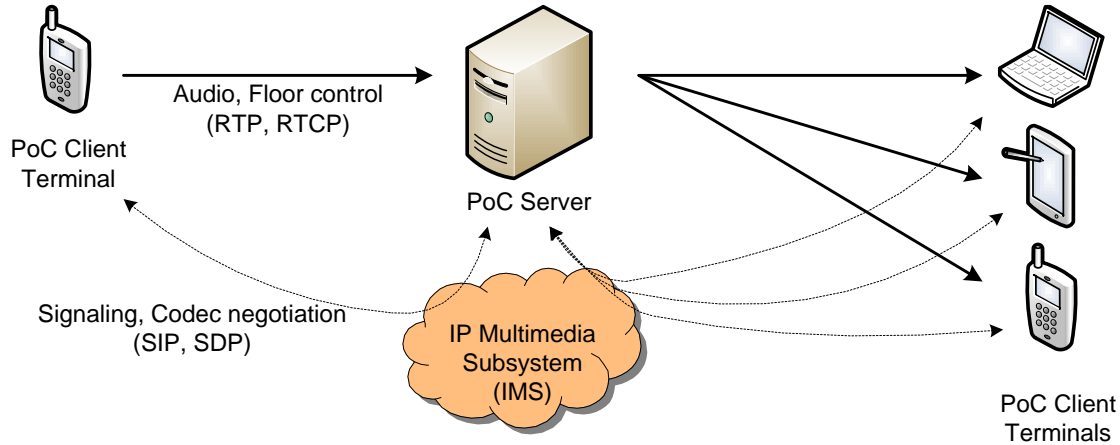 Audio, Floor control
(RTP, RTCP)
PoC Client
Terminal
PoC Server
Signaling, Codec negotiation
(SIP, SDP)
IP Multimedia
Subsystem
(IMS)
PoC Client
Terminals